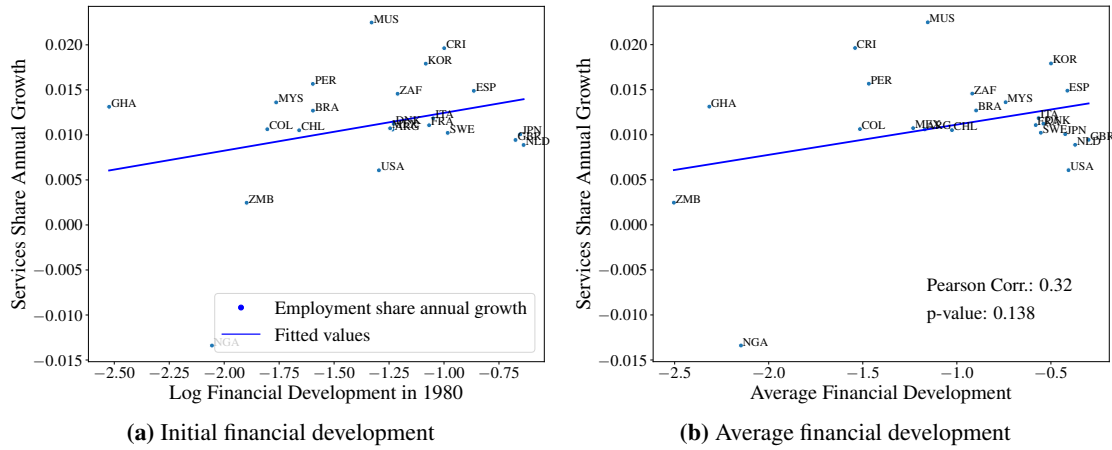 MUS
CRI
KOR
PER
ESP
ZAF
MYS
GHA
BRA
ITA
DNK
FRA
ARG
COL
CHL
SWE
JPN
GBR
NLD
USA
ZMB
NGA
0.020
0.015
0.010
0.005
0.000
−0.005
−0.010
−0.015
Services Share Annual Growth
Employment share annual growth
Fitted values
−2.50 −2.25 −2.00 −1.75 −1.50 −1.25 −1.00 −0.75
Log Financial Development in 1980
(a) Initial financial development
MUS
CRI
KOR
PER
ESP
ZAF
MYS
GHA
BRA
ITA
DNK
COL
MEX
ARG
CHL
SWE
JPN
GBR
NLD
USA
ZMB
NGA
0.020
0.015
0.010
0.005
0.000
−0.005
−0.010
−0.015
Services Share Annual Growth
Pearson Corr.: 0.32
p-value: 0.138
−2.5 −2.0 −1.5 −1.0 −0.5
Average Financial Development
(b) Average financial development